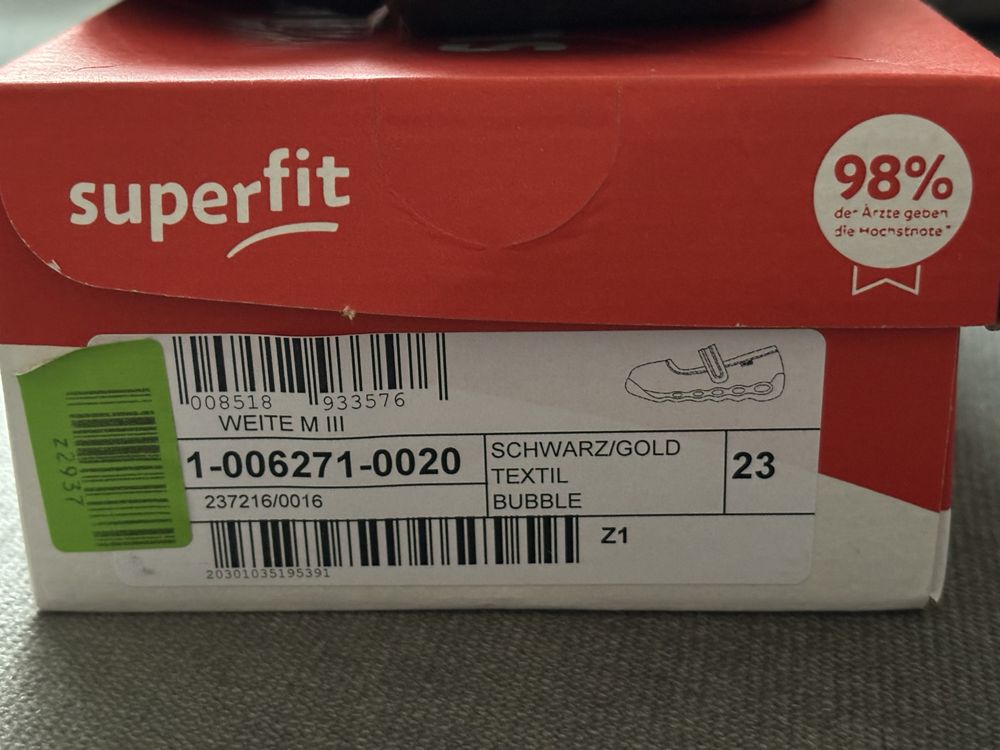 superfit
98%
der Ärzte geben
die Höchstnote*
008518 933576
WEITE M III
1-006271-0020
SCHWARZ/GOLD
TEXTIL
BUBBLE
23
237216/0016
Z1
20301035195391
z2937